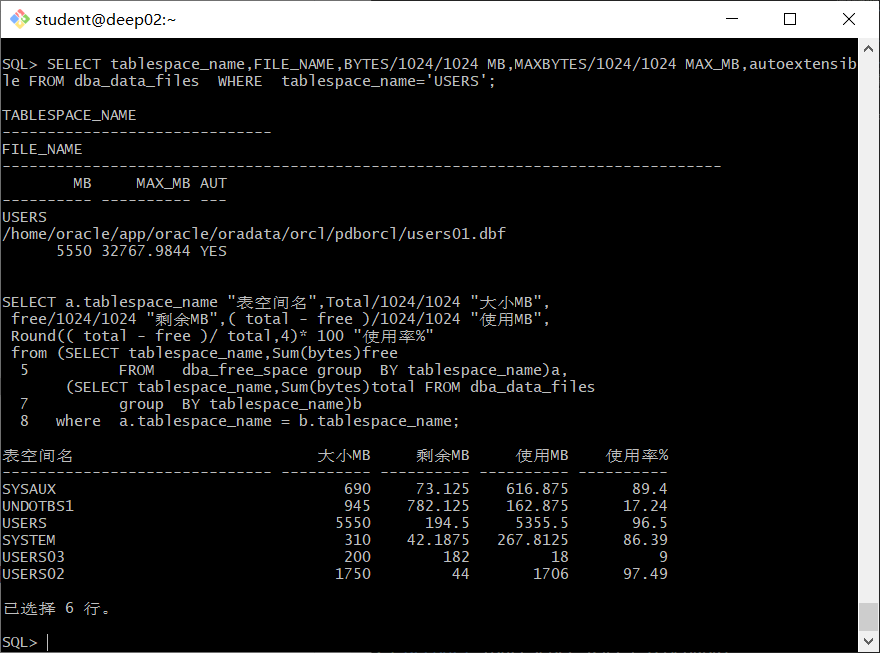 student@deep02:~
SQL> SELECT tablespace_name,FILE_NAME,BYTES/1024/1024 MB,MAXBYTES/1024/1024 MAX_MB,autoextensib
le FROM dba_data_files  WHERE  tablespace_name='USERS';
TABLESPACE_NAME
------------------------------
FILE_NAME
--------------------------------------------------------------------------------
        MB     MAX_MB AUT
---------- ---------- ---
USERS
/home/oracle/app/oracle/oradata/orcl/pdborcl/users01.dbf
      5550 32767.9844 YES
SELECT a.tablespace_name "表空间名",Total/1024/1024 "大小MB",
 free/1024/1024 "剩余MB",( total - free )/1024/1024 "使用MB",
 Round(( total - free )/ total,4)* 100 "使用率%"
 from (SELECT tablespace_name,Sum(bytes)free
  5          FROM   dba_free_space group  BY tablespace_name)a,
       (SELECT tablespace_name,Sum(bytes)total FROM dba_data_files
  7          group  BY tablespace_name)b
  8   where  a.tablespace_name = b.tablespace_name;
表空间名                           大小MB     剩余MB     使用MB    使用率%
------------------------------ ---------- ---------- ---------- ----------
SYSAUX                                690     73.125    616.875       89.4
UNDOTBS1                              945    782.125    162.875      17.24
USERS                                5550      194.5     5355.5       96.5
SYSTEM                                310    42.1875   267.8125      86.39
USERS03                               200        182         18          9
USERS02                              1750         44       1706      97.49
已选择 6 行。
SQL>